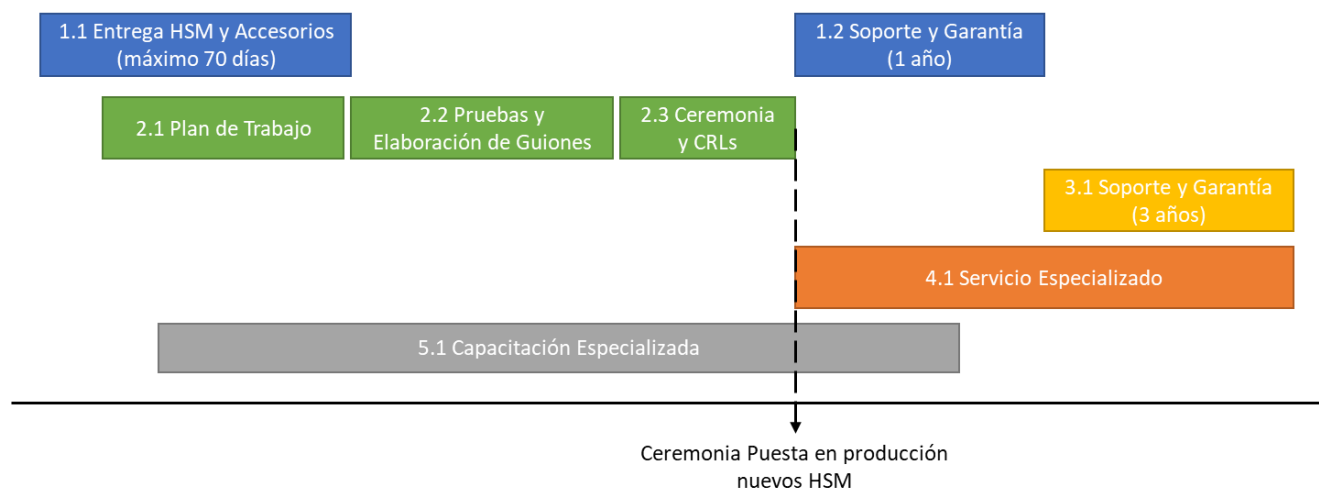 1.1 Entrega HSM y Accesorios
(máximo 70 días)
1.2 Soporte y Garantía
(1 año)
2.1 Plan de Trabajo
2.2 Pruebas y
Elaboración de Guiones
2.3 Ceremonia
y CRLs
3.1 Soporte y Garantía
(3 años)
4.1 Servicio Especializado
5.1 Capacitación Especializada
Ceremonia Puesta en producción
nuevos HSM